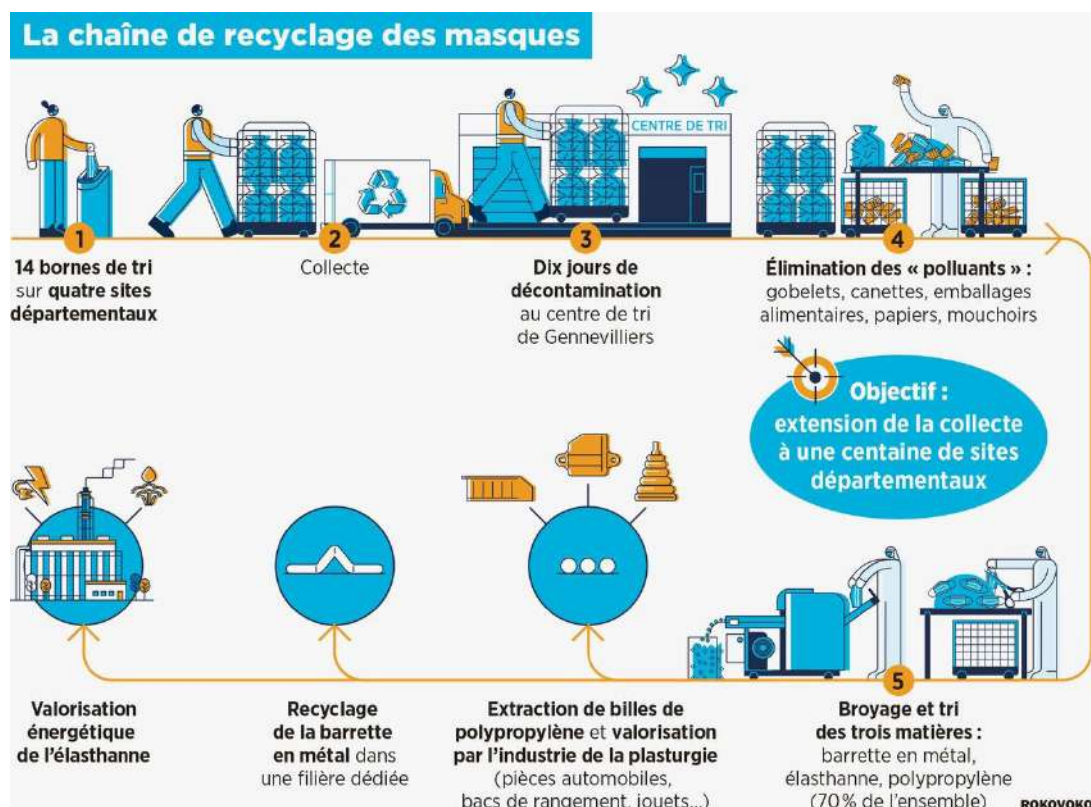 La chaîne de recyclage des masques
CENTRE DE TRI
1
14 bornes de tri
sur quatre sites
départementaux
2
Collecte
3
Dix jours de
décontamination
au centre de tri
de Gennevilliers
4
Élimination des « polluants » :
gobelets, canettes, emballages
alimentaires, papiers, mouchoirs
Objectif :
extension de la collecte
à une centaine de sites
départementaux
5
Broyage et tri
des trois matières :
barrette en métal,
élasthanne, polypropylène
(70 % de l'ensemble)
Extraction de billes de
polypropylène et valorisation
par l'industrie de la plasturgie
(pièces automobiles,
bacs de rangement, jouets...)
Recyclage
de la barrette
en métal dans
une filière dédiée
Valorisation
énergétique
de l'élasthanne
ROKOVOKO